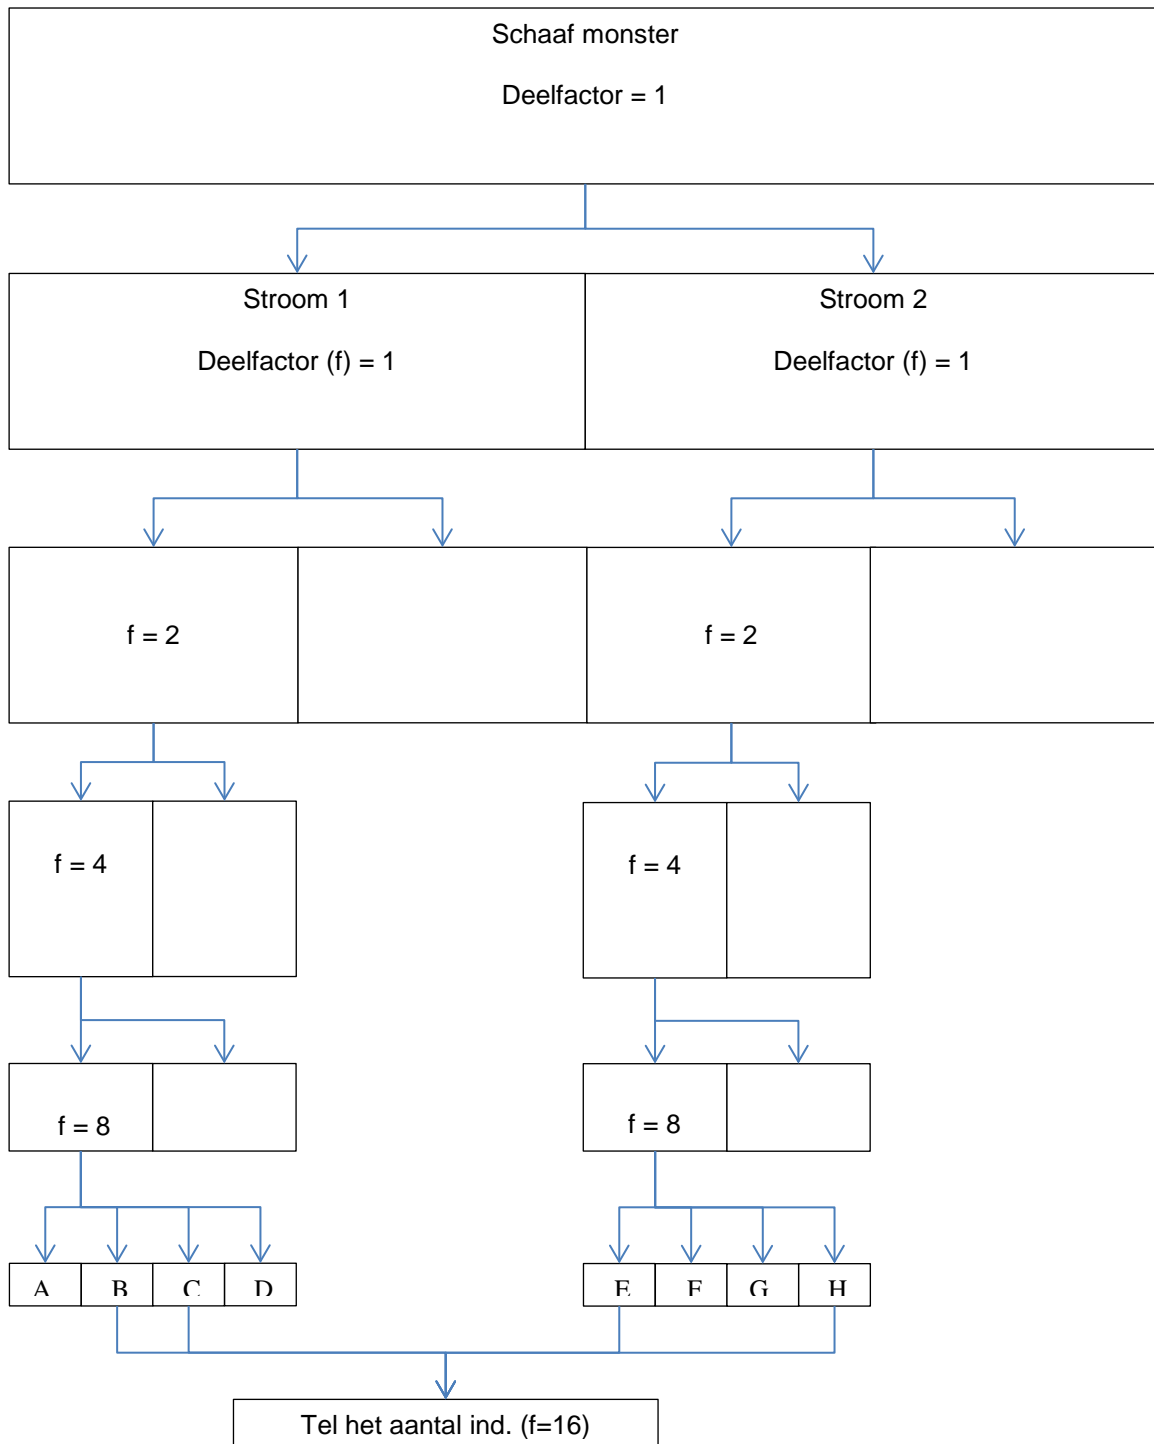 Schaaf monster
Deelfactor = 1
Stroom 1
Deelfactor (f) = 1
Stroom 2
Deelfactor (f) = 1
f = 2
f = 2
f = 4
f = 4
f = 8
f = 8
A B C D
E F G H
Tel het aantal ind. (f=16)